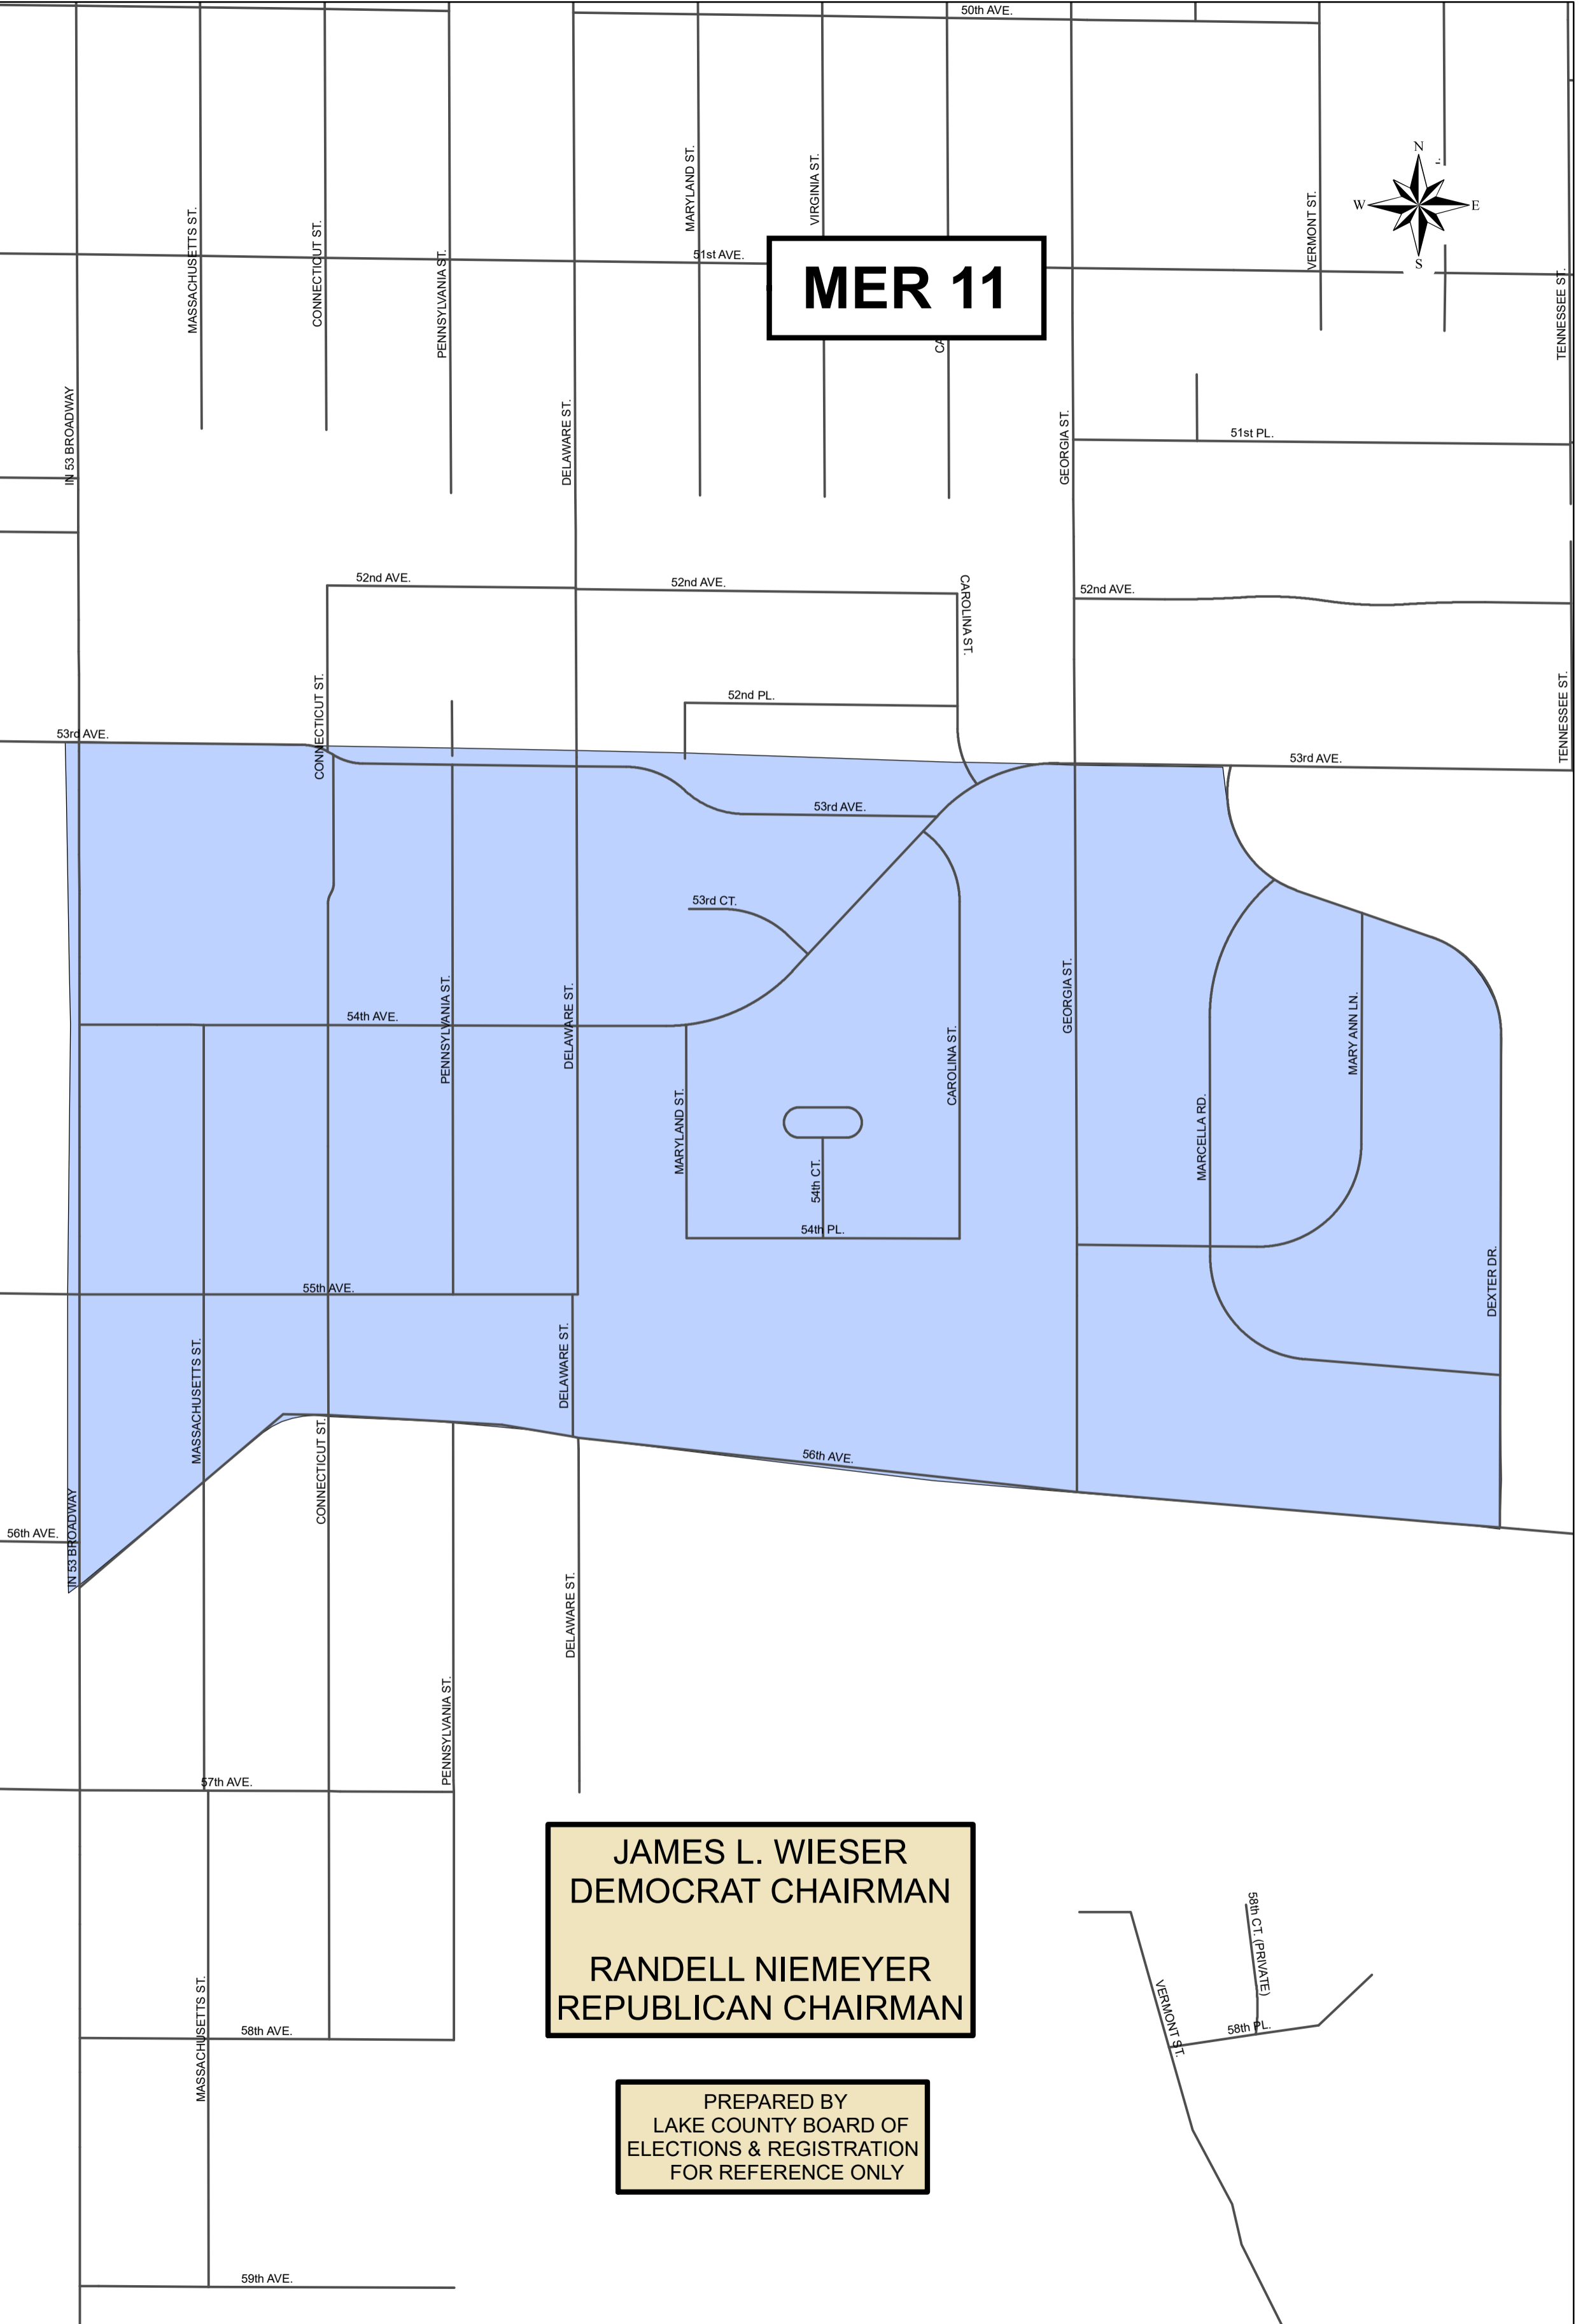 50th AVE.
N
W
E
S
MASSACHUSETTS ST.
CONNECTICUT ST.
PENNSYLVANIA ST.
MARYLAND ST.
VIRGINIA ST.
VERMONT ST.
51st AVE.
MER 11
CA
TENNESSEE ST.
IN 53 BROADWAY
DELAWARE ST.
GEORGIA ST.
51st PL.
52nd AVE.
52nd AVE.
CAROLINA ST.
52nd AVE.
CONNECTICUT ST.
52nd PL.
TENNESSEE ST.
53rd AVE.
53rd AVE.
53rd AVE.
53rd CT.
PENNSYLVANIA ST.
DELAWARE ST.
GEORGIA ST.
54th AVE.
MARYLAND ST.
CAROLINA ST.
MARCELLA RD.
MARY ANN LN.
54th CT.
54th PL.
DEXTER DR.
55th AVE.
MASSACHUSETTS ST.
DELAWARE ST.
CONNECTICUT ST.
56th AVE.
IN 53 BROADWAY
56th AVE.
DELAWARE ST.
PENNSYLVANIA ST.
57th AVE.
JAMES L. WIESER
DEMOCRAT CHAIRMAN
RANDELL NIEMEYER
REPUBLICAN CHAIRMAN
58th CT. (PRIVATE)
VERMONT ST.
58th PL.
MASSACHUSETTS ST.
58th AVE.
PREPARED BY
LAKE COUNTY BOARD OF
ELECTIONS & REGISTRATION
FOR REFERENCE ONLY
59th AVE.